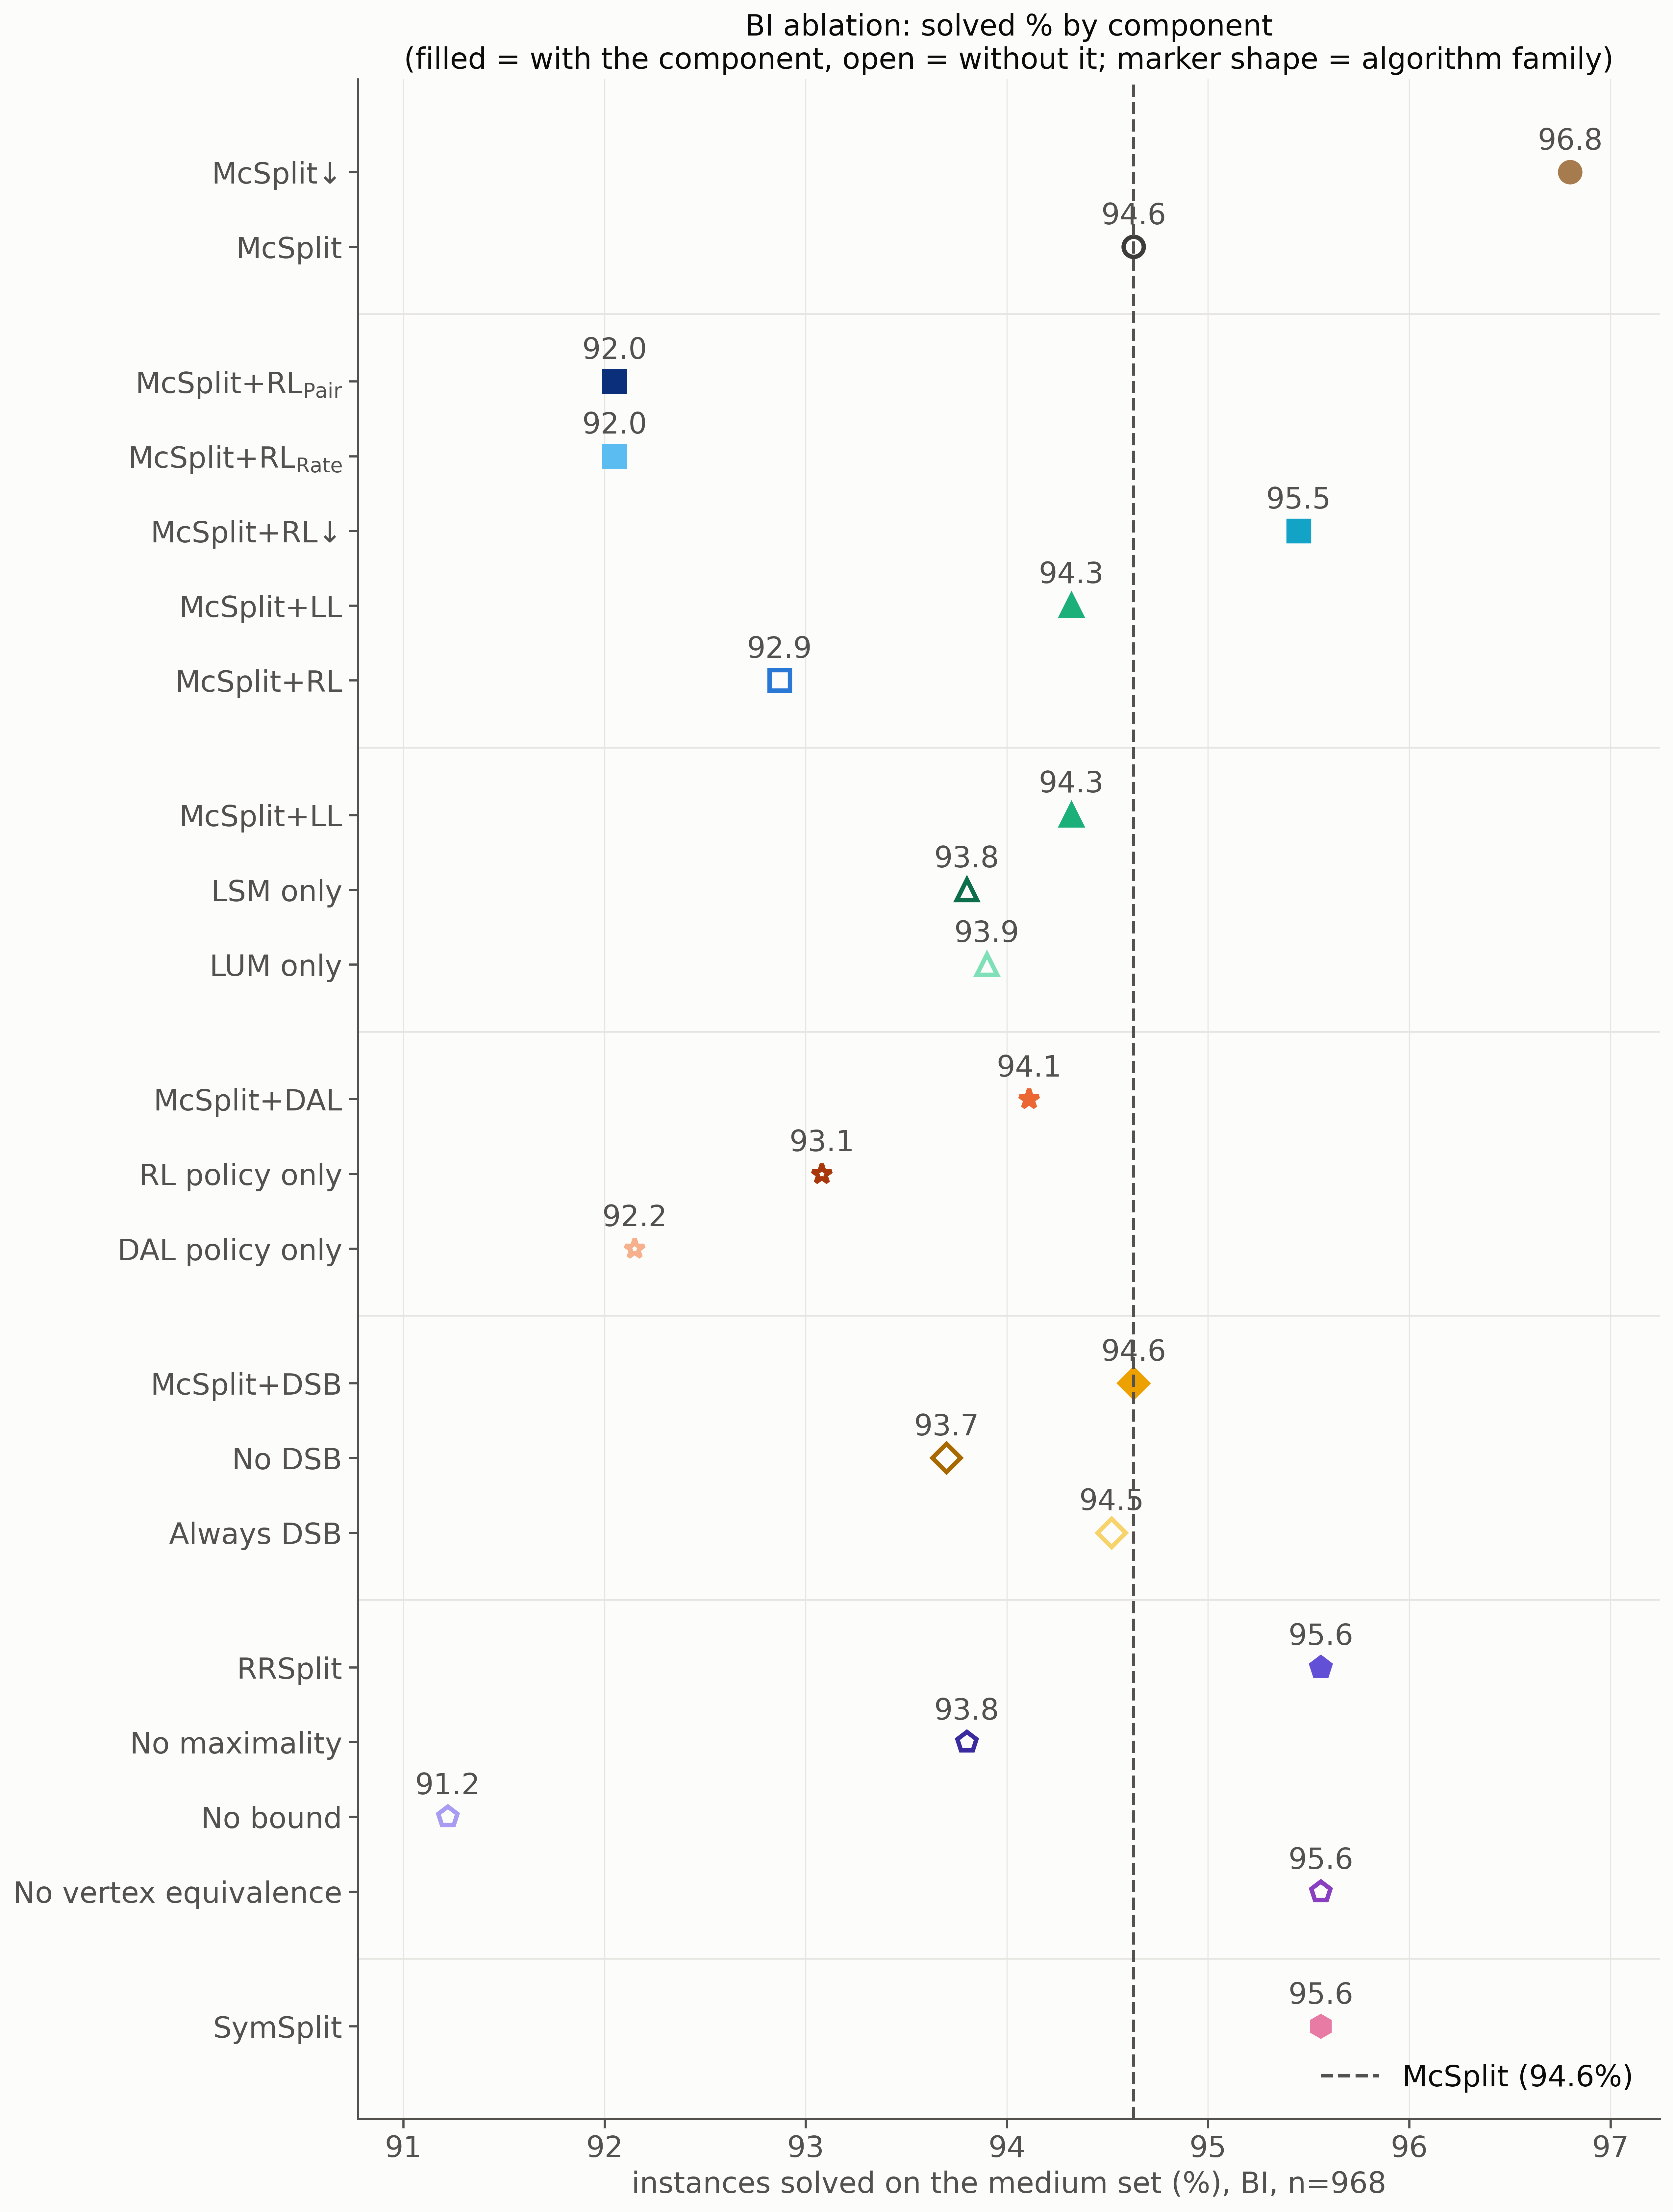 BI ablation: solved % by component
(filled = with the component, open = without it; marker shape = algorithm family)
McSplit↓ 96.8
McSplit 94.6
McSplit+RL_Pair 92.0
McSplit+RL_Rate 92.0
McSplit+RL↓ 95.5
McSplit+LL 94.3
McSplit+RL 92.9
McSplit+LL 94.3
LSM only 93.8
LUM only 93.9
McSplit+DAL 94.1
RL policy only 93.1
DAL policy only 92.2
McSplit+DSB 94.6
No DSB 93.7
Always DSB 94.5
RRSplit 95.6
No maximality 93.8
No bound 91.2
No vertex equivalence 95.6
SymSplit 95.6
McSplit (94.6%)
91 92 93 94 95 96 97
instances solved on the medium set (%), BI, n=968